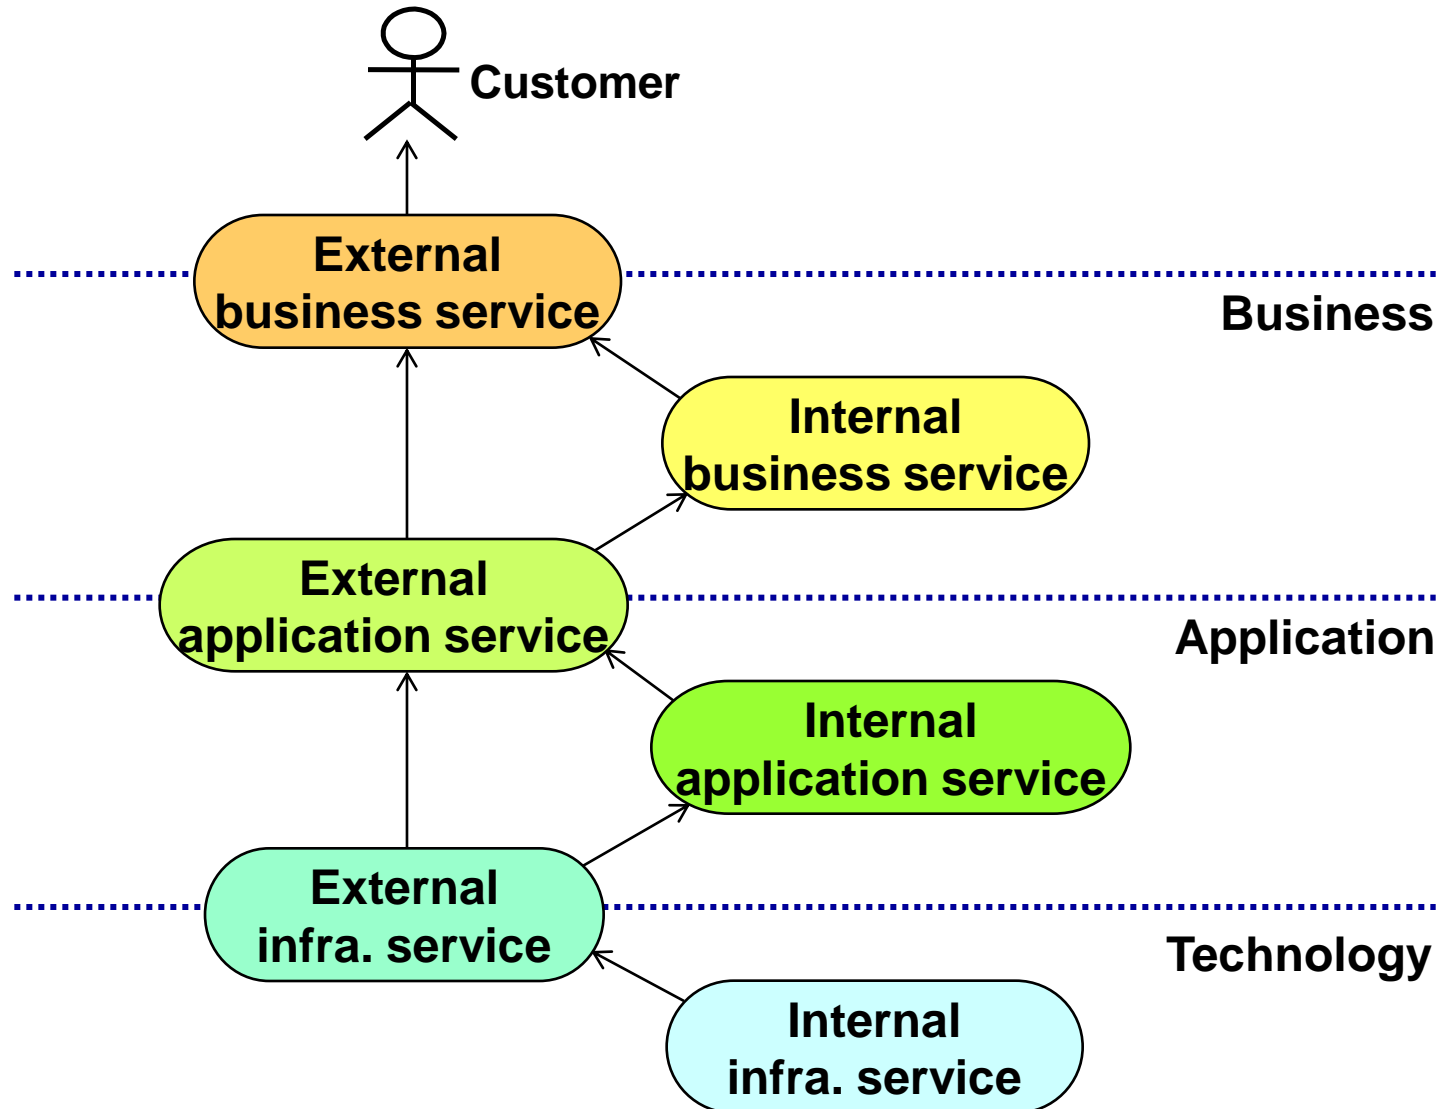 Customer
External
business service
Business
Internal
business service
External
application service
Application
Internal
application service
External
infra. service
Technology
Internal
infra. service